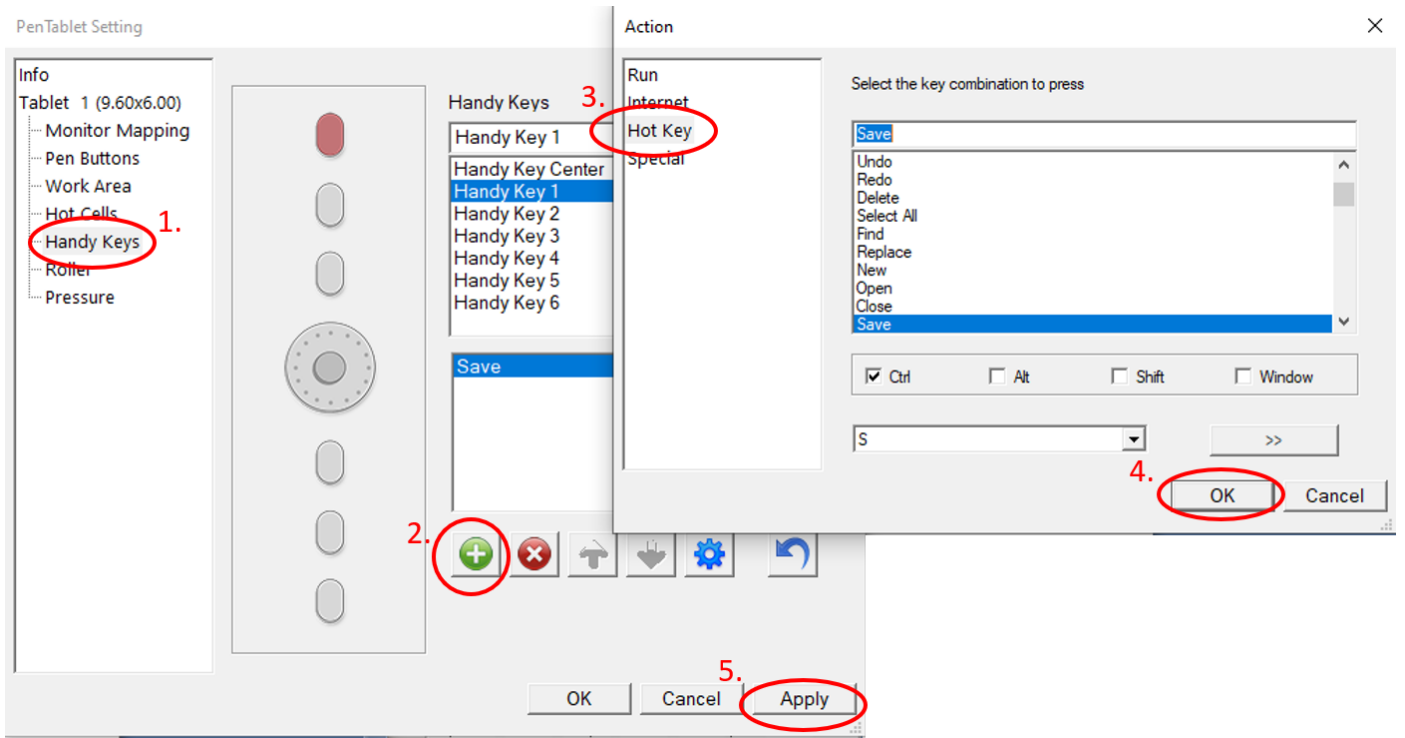 PenTablet Setting
Info
Tablet 1 (9.60x6.00)
Monitor Mapping
Pen Buttons
Work Area
Hot Cells
1.
Handy Keys
Roller
Pressure
Handy Keys
Handy Key 1
Handy Key Center
Handy Key 1
Handy Key 2
Handy Key 3
Handy Key 4
Handy Key 5
Handy Key 6
Save
2.
OK
Cancel
5.
Apply
Action
Run
3.
Internet
Hot Key
Special
Select the key combination to press
Save
Undo
Redo
Delete
Select All
Find
Replace
New
Open
Close
Save
Ctrl
Alt
Shift
Window
S
>>
4.
OK
Cancel